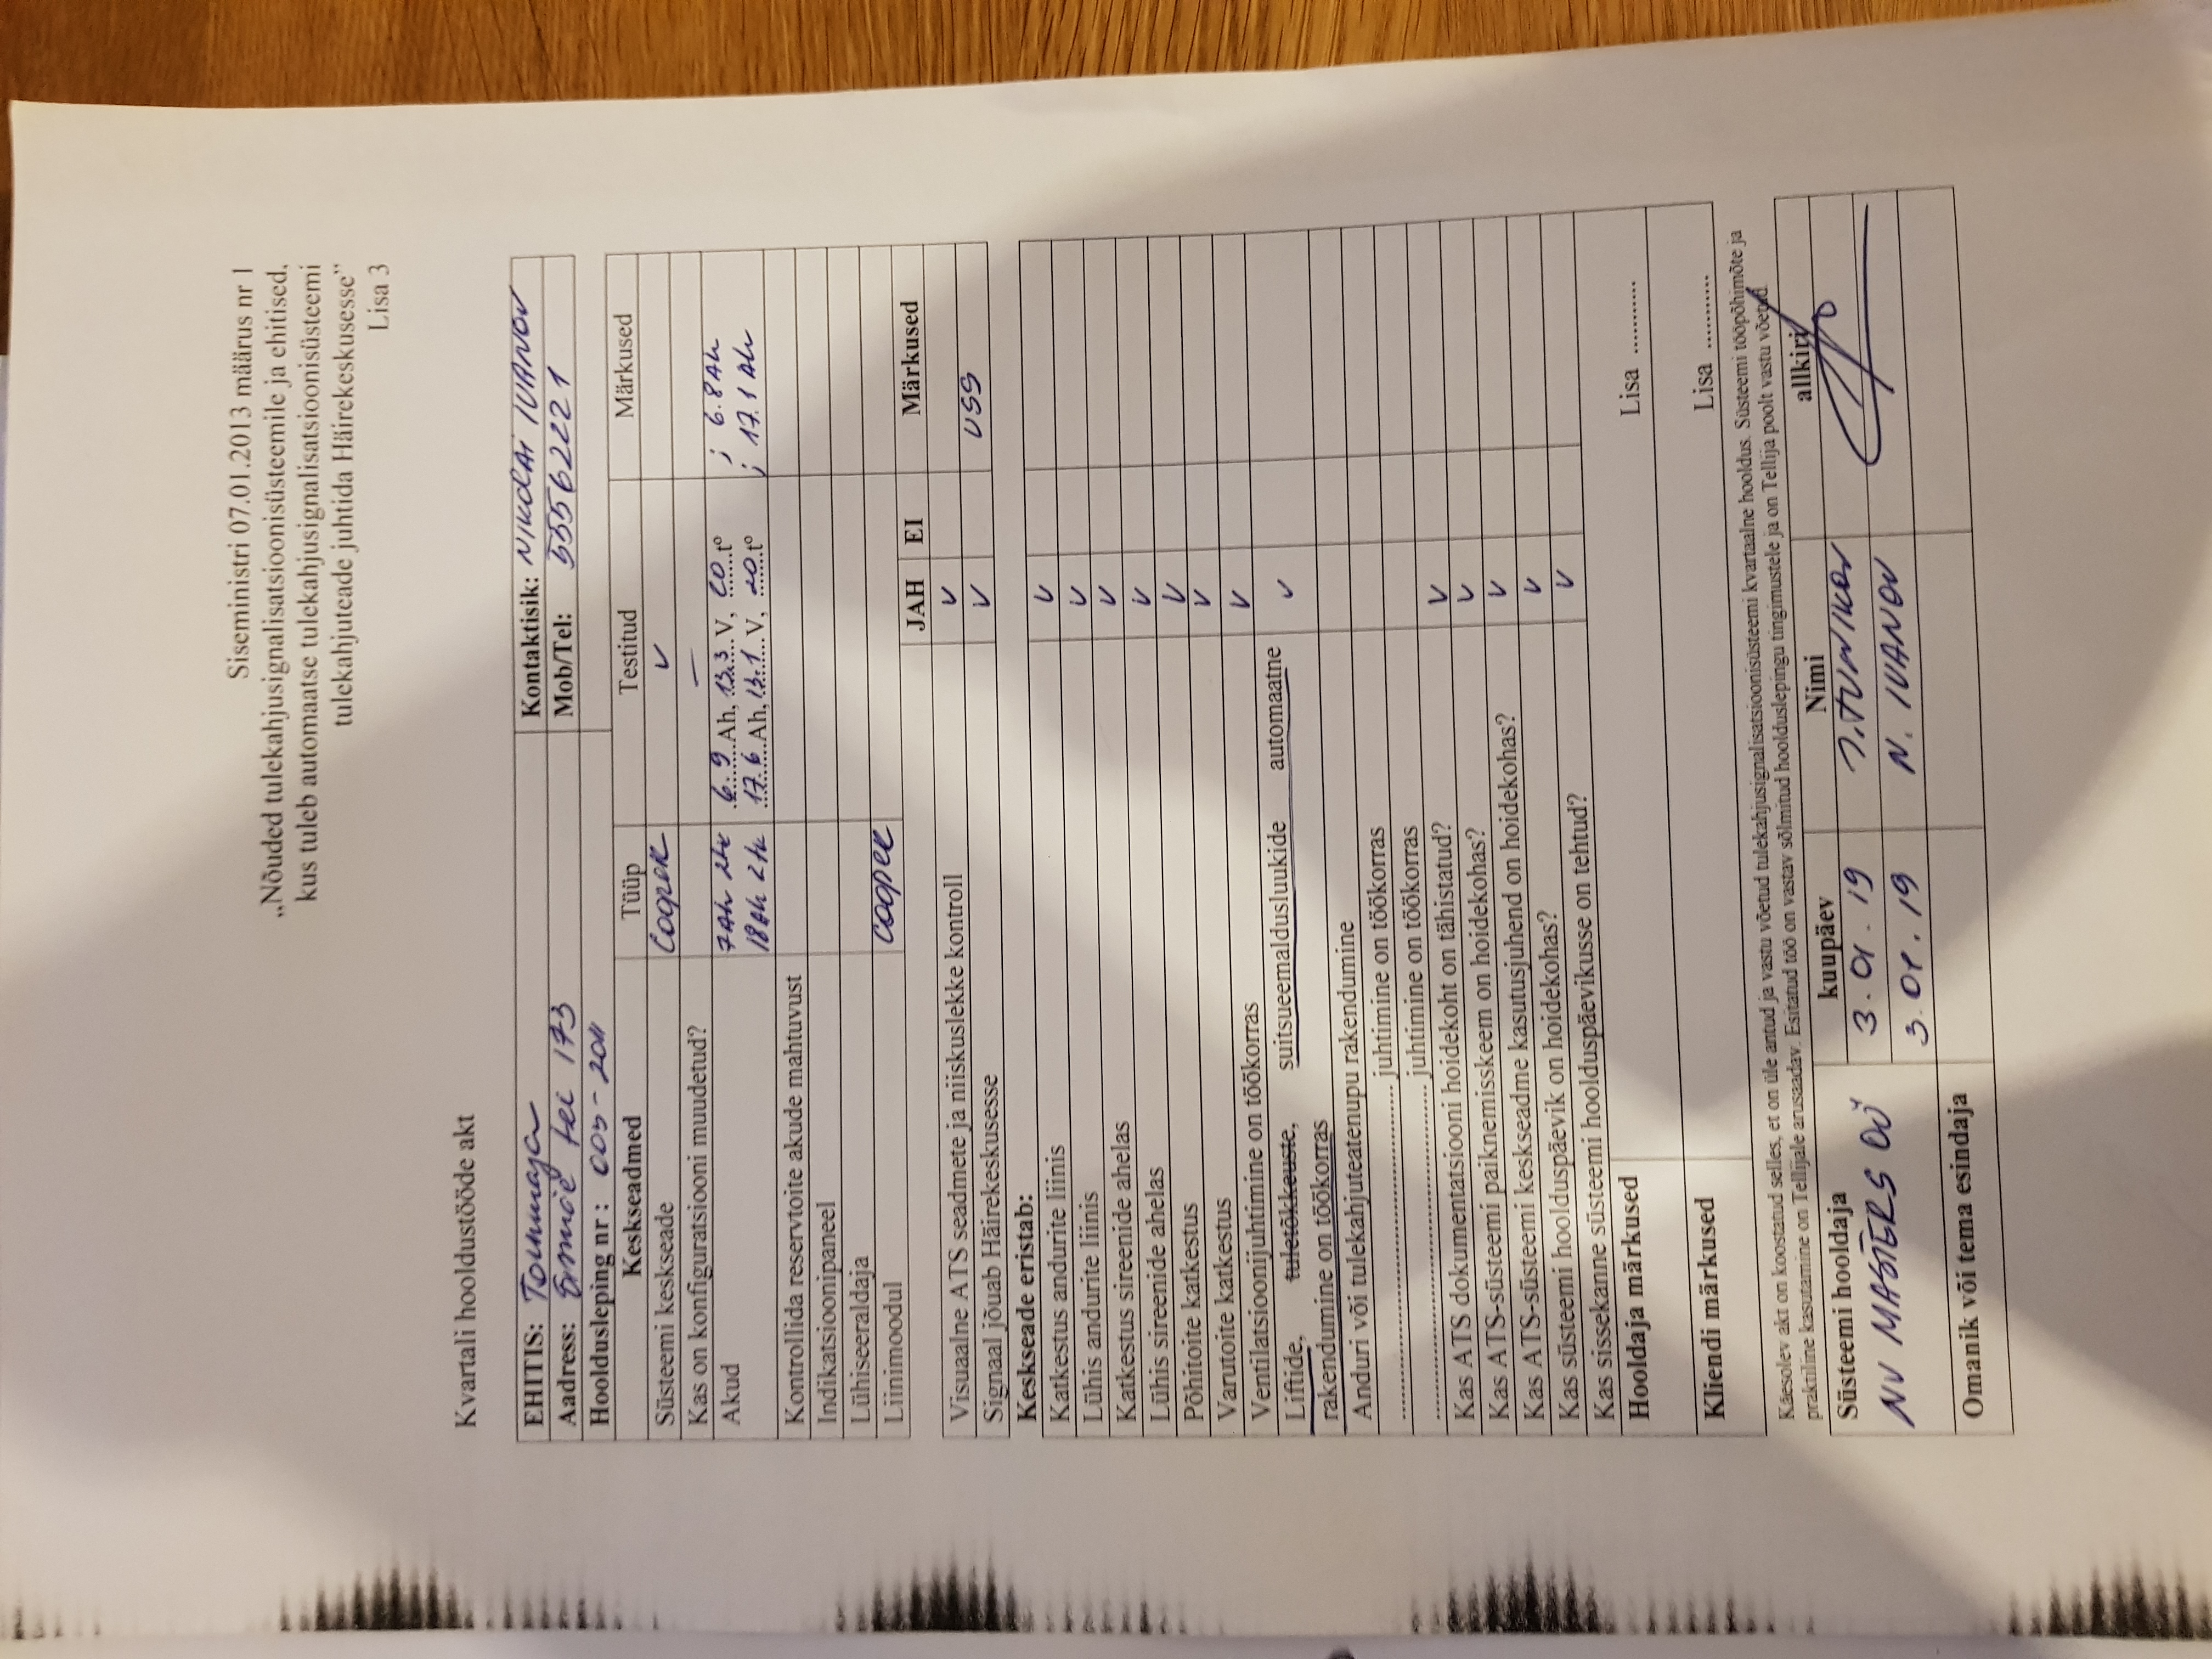 Siseministri 07.01.2013 määrus nr 1
„Nõuded tulekahjusignalisatsioonisüsteemile ja ehitised,
kus tuleb automaatse tulekahjusignalisatsioonisüsteemi
tulekahjuteade juhtida Häirekeskusesse”
Lisa 3
Kvartali hooldustööde akt
EHITIS: Kontaktisik: NIKOLAI IVANOV
Aadress: tee 173 Mob/Tel: 55562221
Hooldusleping nr: 005-2011
Keskseadmed Tüüp Testitud Märkused
Süsteemi keskseade COOPER V
Kas on konfiguratsiooni muudetud? —
Akud 7Ah 2tk 6.9 Ah, 13.3 V, 20 t° ; 6.8Ah
18Ah 2tk 17.6 Ah, 13.1 V, 20 t° ; 17.1 Ah
Kontrollida reservtoite akude mahtuvust
Indikatsioonipaneel
Lühiseeraldaja
Liinimoodul COOPER
JAH EI Märkused
Visuaalne ATS seadmete ja niiskuslekke kontroll V
Signaal jõuab Häirekeskusesse V USS
Keskseade eristab:
Katkestus andurite liinis V
Lühis andurite liinis V
Katkestus sireenide ahelas V
Lühis sireenide ahelas V
Põhitoite katkestus V
Varutoite katkestus V
Ventilatsioonijuhtimine on töökorras V
Liftide, tuletõkkeuste, suitsueemaldusluukide automaatne V
rakendumine on töökorras
Anduri või tulekahjuteatenupu rakendumine
.......... juhtimine on töökorras
.......... juhtimine on töökorras
Kas ATS dokumentatsiooni hoidekoht on tähistatud? V
Kas ATS-süsteemi paiknemisskeem on hoidekohas? V
Kas ATS-süsteemi keskseadme kasutusjuhend on hoidekohas? V
Kas süsteemi hoolduspäevik on hoidekohas? V
Kas sissekanne süsteemi hoolduspäevikusse on tehtud? V
Hooldaja märkused Lisa ..........
Kliendi märkused Lisa ..........
Käesolev akt on koostatud selles, et on üle antud ja vastu võetud tulekahjusignalisatsioonisüsteemi kvartaalne hooldus. Süsteemi tööpõhimõte ja
praktiline kasutamine on Tellijale arusaadav. Esitatud töö on vastav sõlmitud hoolduslepingu tingimustele ja on Tellija poolt vastu võetud
Süsteemi hooldaja kuupäev Nimi allkiri
NV MASTERS OÜ 3.01.19
3.01.19 N. IVANOV
Omanik või tema esindaja